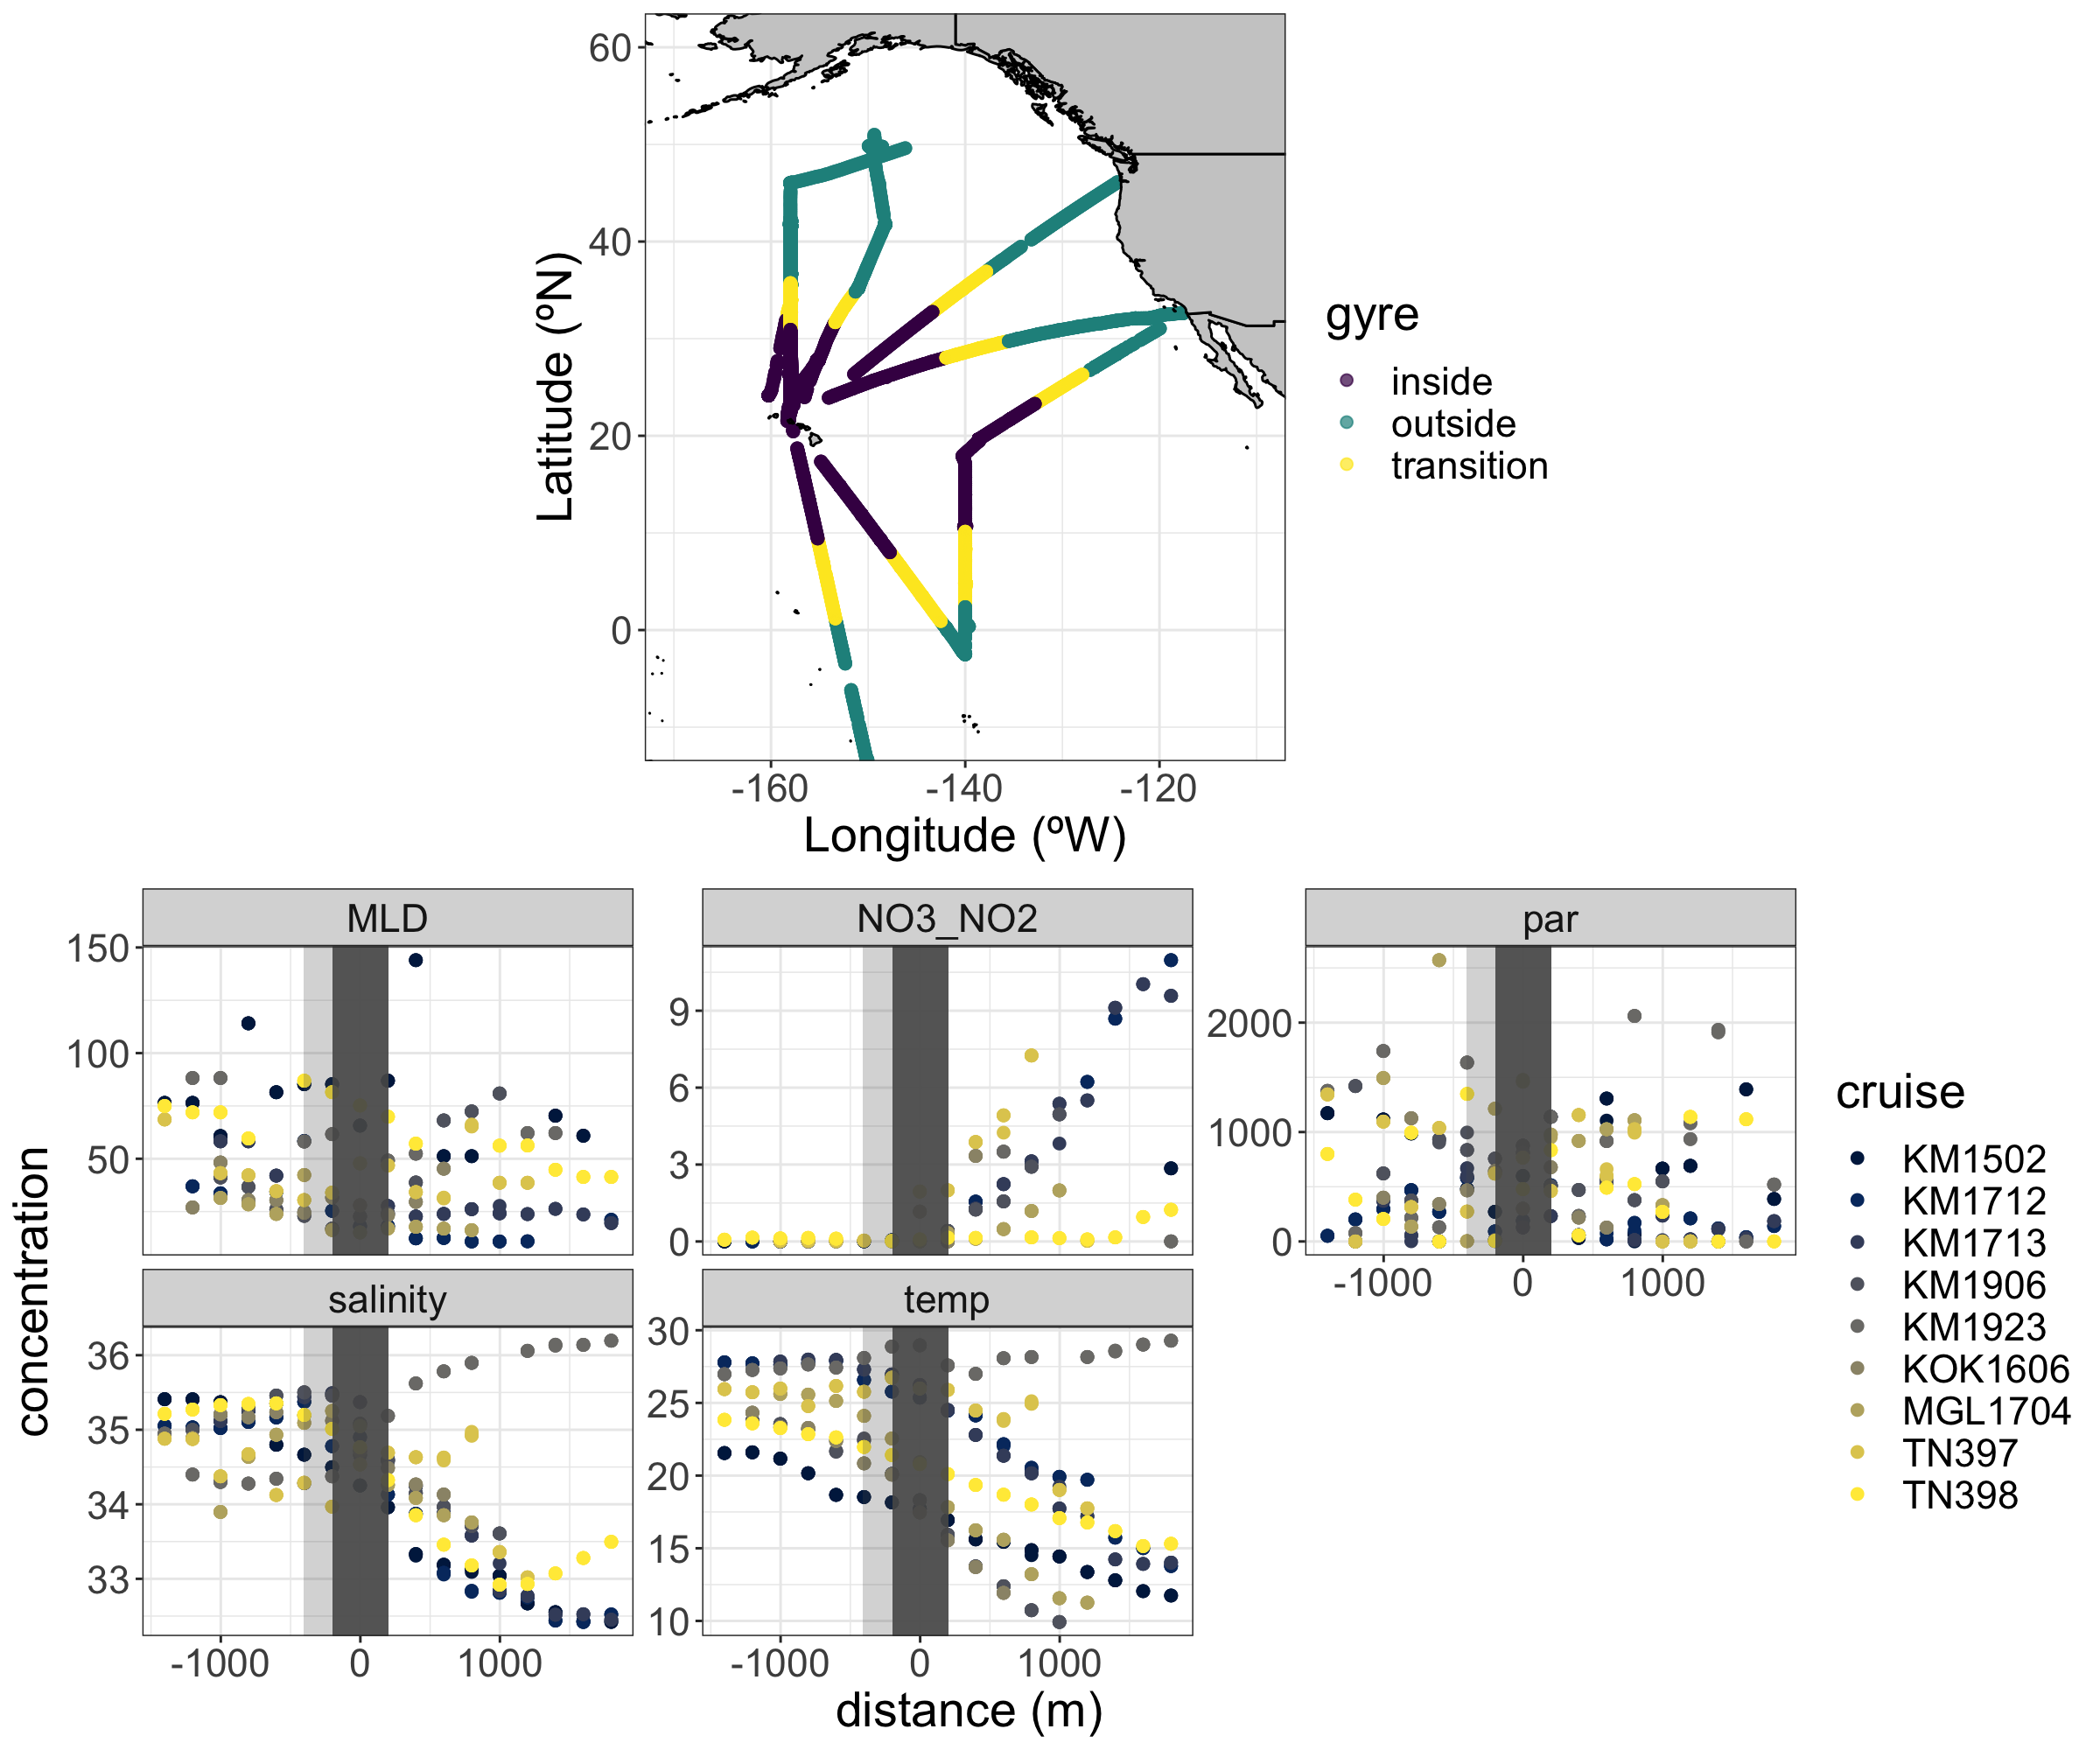 60
40
20
0
Latitude (ºN)
-160 -140 -120
Longitude (ºW)
gyre
inside
outside
transition
MLD
NO3_NO2
par
150
100
50
9
6
3
0
2000
1000
0
-1000 0 1000
salinity
temp
36
35
34
33
30
25
20
15
10
-1000 0 1000
-1000 0 1000
concentration
distance (m)
cruise
KM1502
KM1712
KM1713
KM1906
KM1923
KOK1606
MGL1704
TN397
TN398